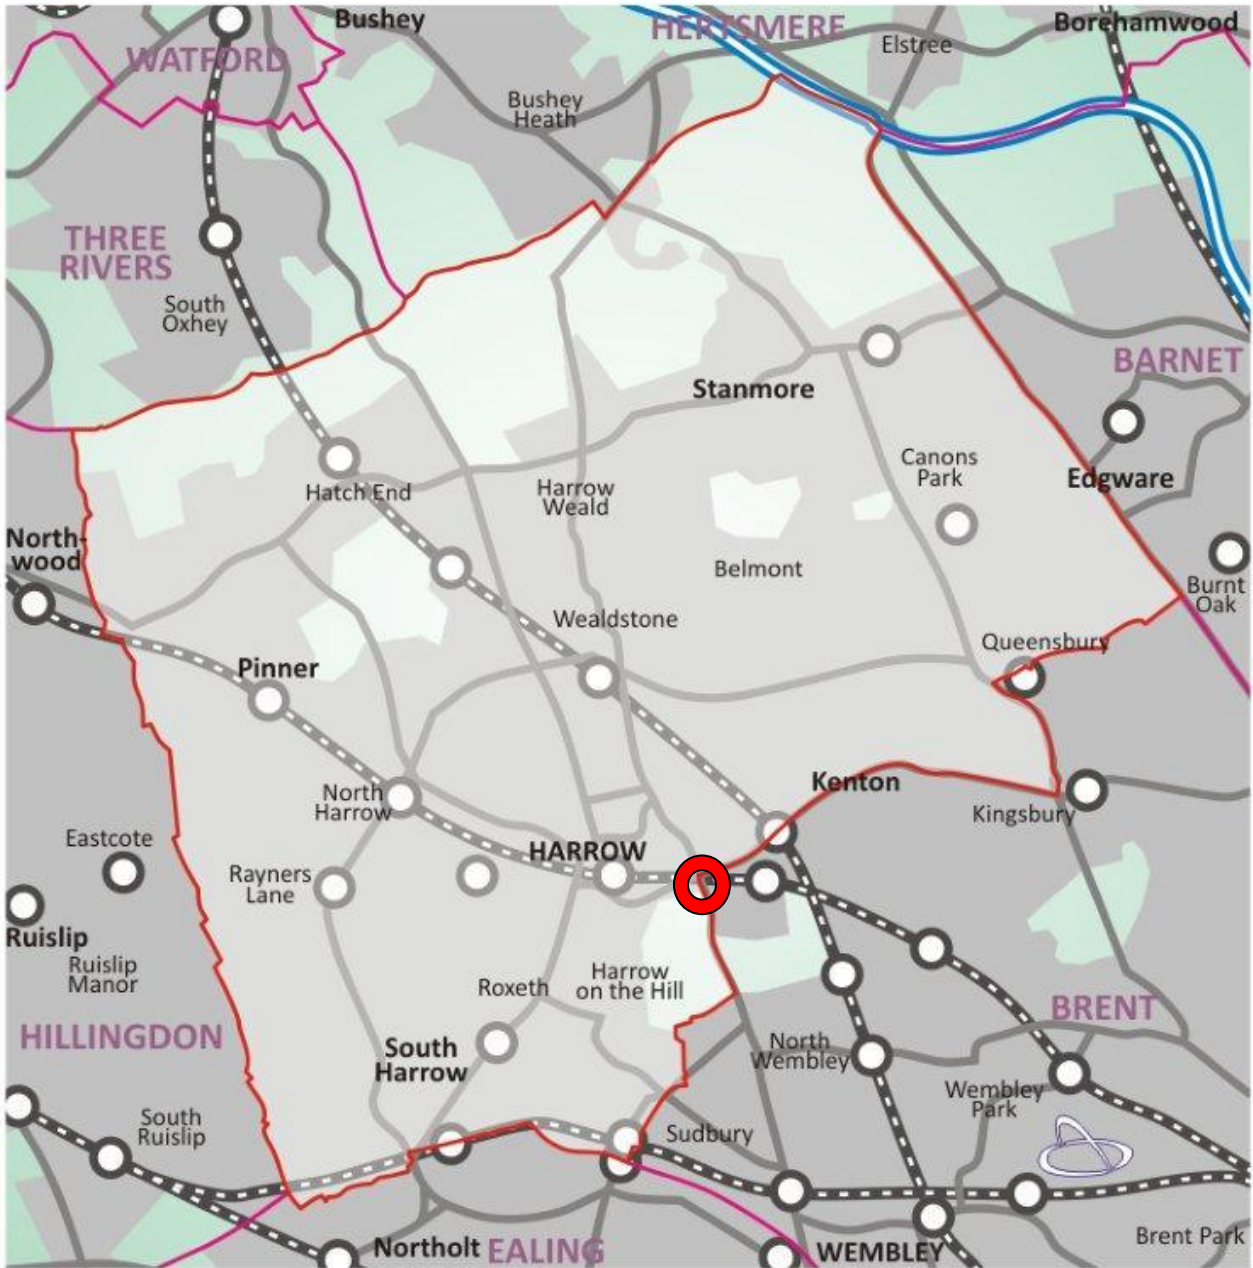 Bushey
HERTSMERE
Borehamwood
WATFORD
Elstree
Bushey
Heath
THREE
RIVERS
South
Oxhey
BARNET
Stanmore
Canons
Park
Edgware
Hatch End
Harrow
Weald
North-
wood
Belmont
Burnt
Oak
Wealdstone
Queensbury
Pinner
Kenton
North
Harrow
Kingsbury
Eastcote
HARROW
Rayners
Lane
Ruislip
Ruislip
Manor
Roxeth
Harrow
on the Hill
BRENT
HILLINGDON
South
Harrow
North
Wembley
Wembley
Park
South
Ruislip
Sudbury
Brent Park
Northolt
EALING
WEMBLEY